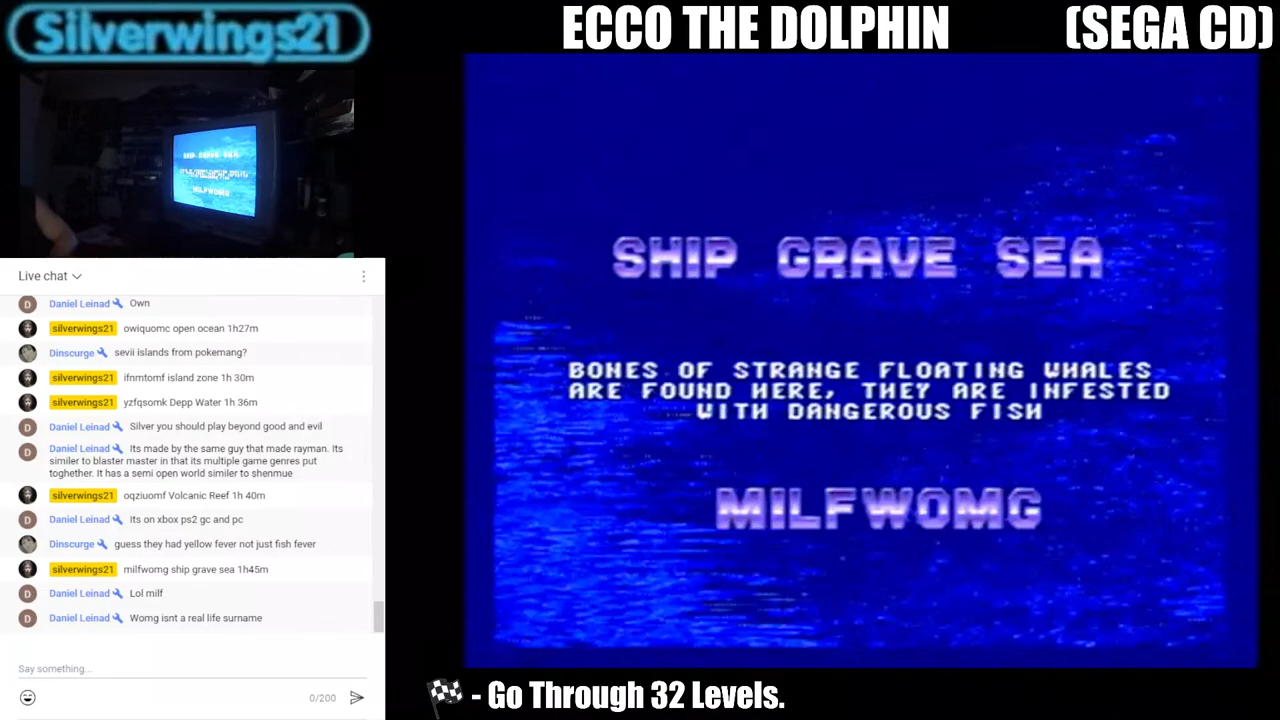 Silverwings21
ECCO THE DOLPHIN (SEGA CD)
SHIP GRAVE SEA
MILFWOMG
Live chat
Daniel Leinad Own
silverwings21 owiquomc open ocean 1h27m
Dinscurge sevii islands from pokemang?
silverwings21 ifnmtomf island zone 1h 30m
silverwings21 yzfqsomk Depp Water 1h 36m
Daniel Leinad Silver you should play beyond good and evil
Daniel Leinad Its made by the same guy that made rayman. Its
similer to blaster master in that its multiple game genres put
toghether. It has a semi open world similer to shenmue
silverwings21 oqziuomf Volcanic Reef 1h 40m
Daniel Leinad Its on xbox ps2 gc and pc
Dinscurge guess they had yellow fever not just fish fever
silverwings21 milfwomg ship grave sea 1h45m
Daniel Leinad Lol milf
Daniel Leinad Womg isnt a real life surname
Say something...
0/200
SHIP GRAVE SEA
BONES OF STRANGE FLOATING WHALES
ARE FOUND HERE, THEY ARE INFESTED
WITH DANGEROUS FISH
MILFWOMG
- Go Through 32 Levels.